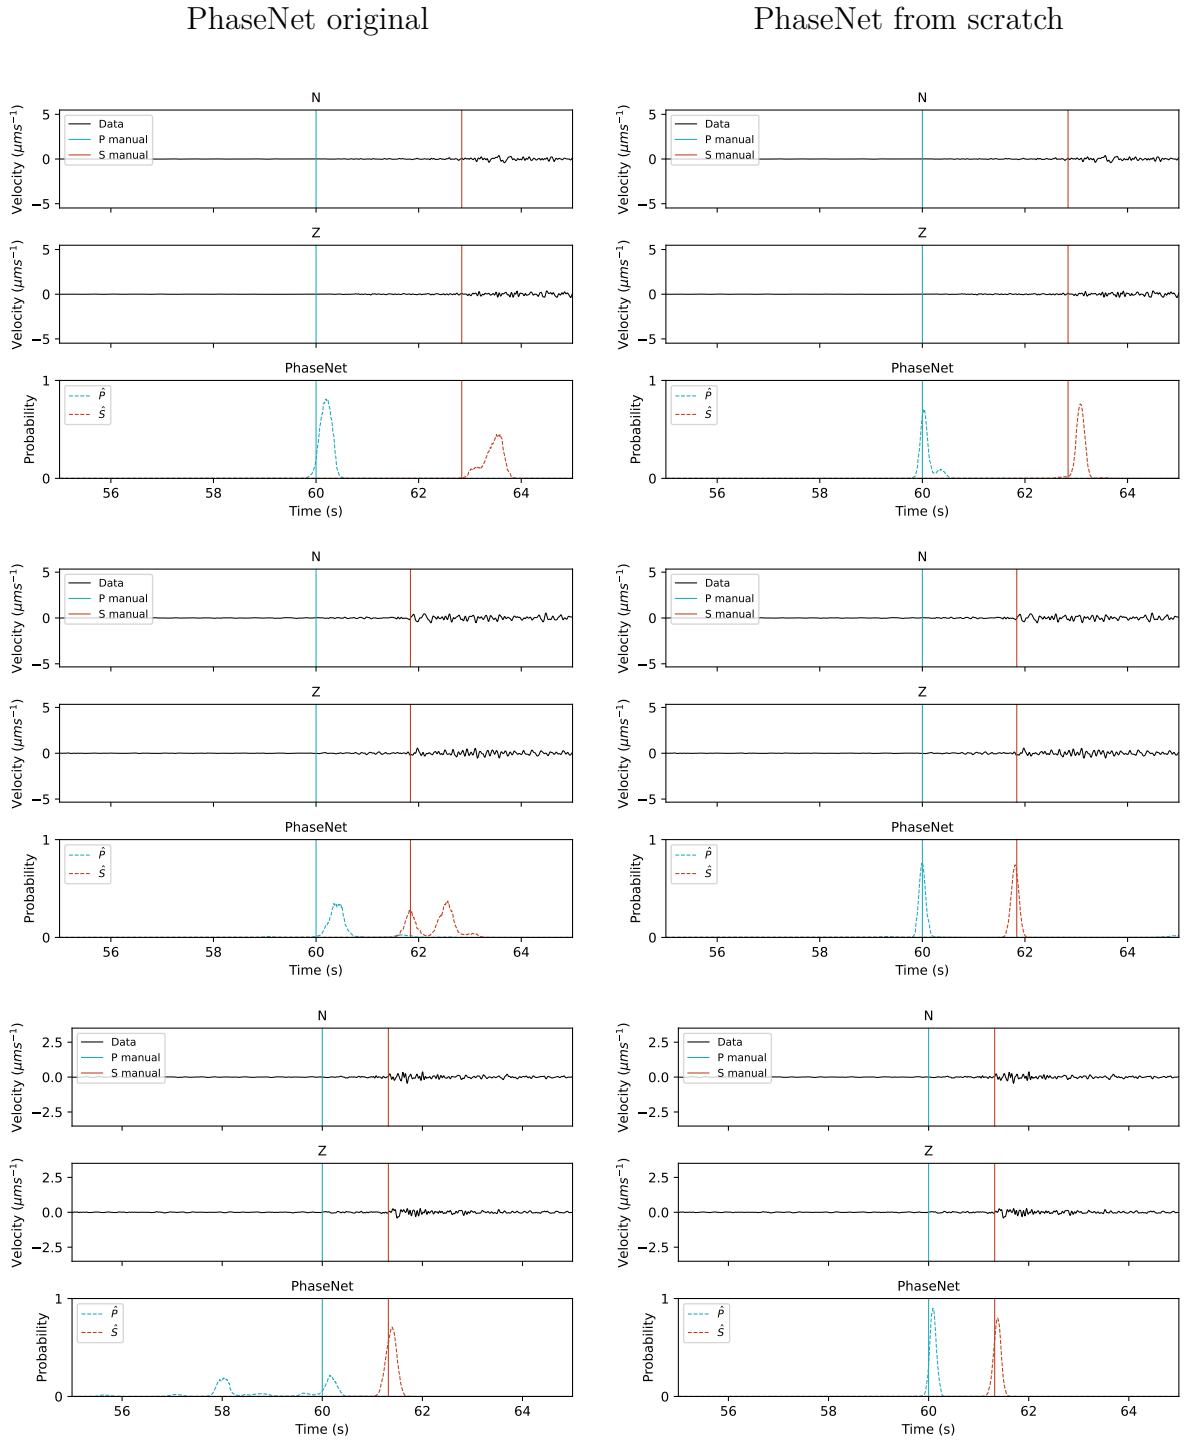 PhaseNet original
PhaseNet from scratch
N
Velocity (μms⁻¹)
5
0
−5
Data
P manual
S manual
Z
Velocity (μms⁻¹)
5
0
−5
PhaseNet
Probability
1
0
P̂
Ŝ
56 58 60 62 64
Time (s)
N
Velocity (μms⁻¹)
5
0
−5
Data
P manual
S manual
Z
Velocity (μms⁻¹)
5
0
−5
PhaseNet
Probability
1
0
P̂
Ŝ
56 58 60 62 64
Time (s)
N
Velocity (μms⁻¹)
5
0
−5
Data
P manual
S manual
Z
Velocity (μms⁻¹)
5
0
−5
PhaseNet
Probability
1
0
P̂
Ŝ
56 58 60 62 64
Time (s)
N
Velocity (μms⁻¹)
5
0
−5
Data
P manual
S manual
Z
Velocity (μms⁻¹)
5
0
−5
PhaseNet
Probability
1
0
P̂
Ŝ
56 58 60 62 64
Time (s)
N
Velocity (μms⁻¹)
2.5
0.0
−2.5
Data
P manual
S manual
Z
Velocity (μms⁻¹)
2.5
0.0
−2.5
PhaseNet
Probability
1
0
P̂
Ŝ
56 58 60 62 64
Time (s)
N
Velocity (μms⁻¹)
2.5
0.0
−2.5
Data
P manual
S manual
Z
Velocity (μms⁻¹)
2.5
0.0
−2.5
PhaseNet
Probability
1
0
P̂
Ŝ
56 58 60 62 64
Time (s)